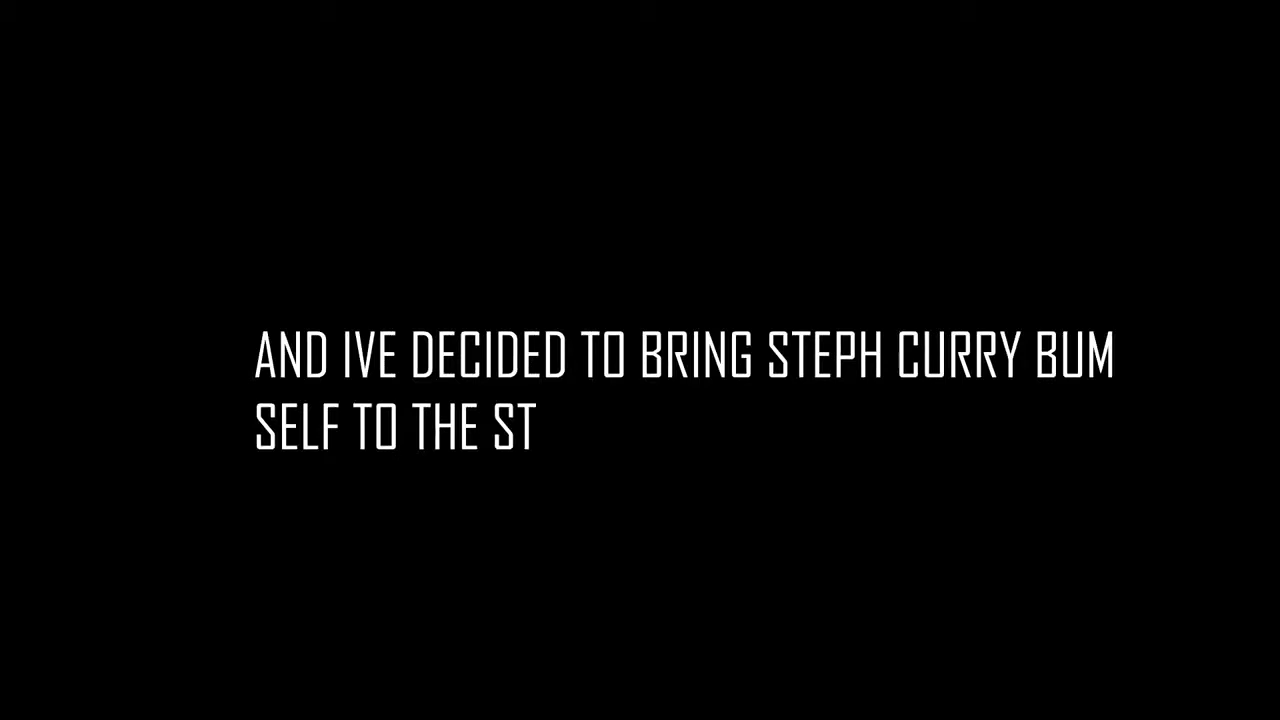 AND IVE DECIDED TO BRING STEPH CURRY BUM
SELF TO THE ST